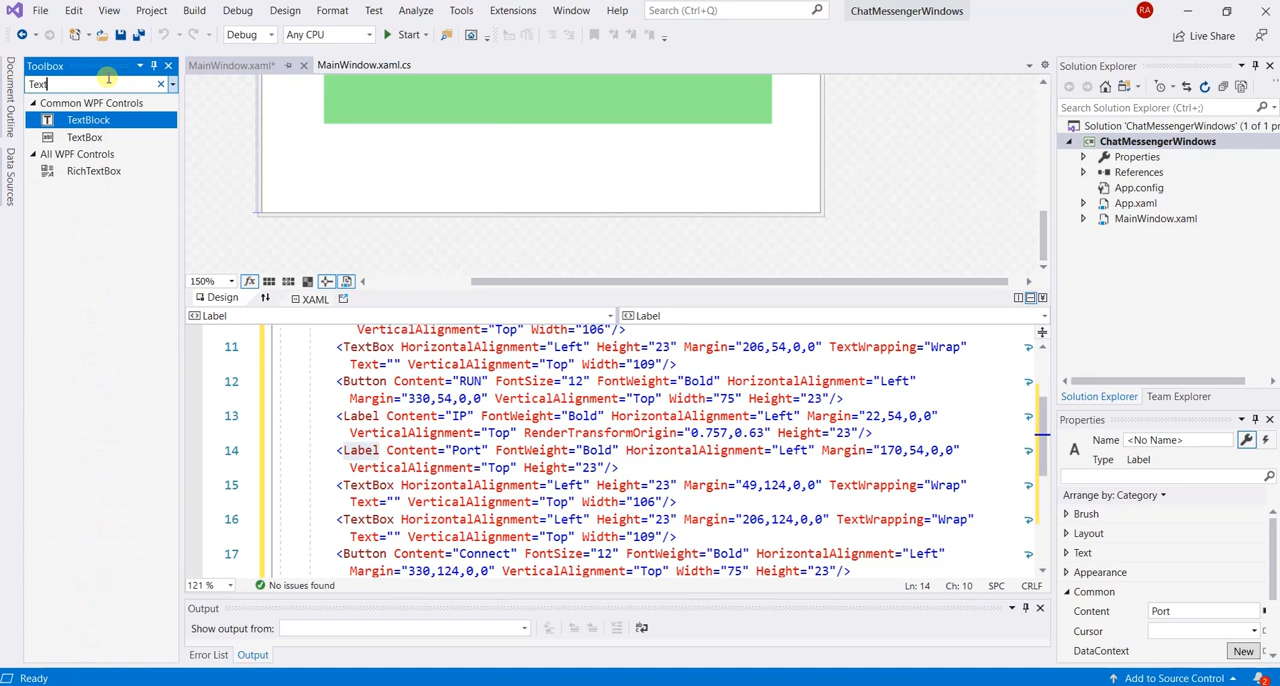 File Edit View Project Build Debug Design Format Test Analyze Tools Extensions Window Help Search (Ctrl+Q) ChatMessengerWindows RA
Debug Any CPU Start Live Share
Document Outline
Data Sources
Toolbox
Text
Common WPF Controls
TextBlock
TextBox
All WPF Controls
RichTextBox
MainWindow.xaml* MainWindow.xaml.cs
150% fx
Design XAML
Label Label
VerticalAlignment="Top" Width="106"/>
11 <TextBox HorizontalAlignment="Left" Height="23" Margin="206,54,0,0" TextWrapping="Wrap"
Text="" VerticalAlignment="Top" Width="109"/>
12 <Button Content="RUN" FontSize="12" FontWeight="Bold" HorizontalAlignment="Left"
Margin="330,54,0,0" VerticalAlignment="Top" Width="75" Height="23"/>
13 <Label Content="IP" FontWeight="Bold" HorizontalAlignment="Left" Margin="22,54,0,0"
VerticalAlignment="Top" RenderTransformOrigin="0.757,0.63" Height="23"/>
14 <Label Content="Port" FontWeight="Bold" HorizontalAlignment="Left" Margin="170,54,0,0"
VerticalAlignment="Top" Height="23"/>
15 <TextBox HorizontalAlignment="Left" Height="23" Margin="49,124,0,0" TextWrapping="Wrap"
Text="" VerticalAlignment="Top" Width="106"/>
16 <TextBox HorizontalAlignment="Left" Height="23" Margin="206,124,0,0" TextWrapping="Wrap"
Text="" VerticalAlignment="Top" Width="109"/>
17 <Button Content="Connect" FontSize="12" FontWeight="Bold" HorizontalAlignment="Left"
Margin="330,124,0,0" VerticalAlignment="Top" Width="75" Height="23"/>
121 % No issues found Ln: 14 Ch: 10 SPC CRLF
Output
Show output from:
Error List Output
Solution Explorer
Search Solution Explorer (Ctrl+;)
Solution 'ChatMessengerWindows' (1 of 1 pr
ChatMessengerWindows
Properties
References
App.config
App.xaml
MainWindow.xaml
Solution Explorer Team Explorer
Properties
Name <No Name>
Type Label
Arrange by: Category
Brush
Layout
Text
Appearance
Common
Content Port
Cursor
DataContext New
Ready Add to Source Control 2